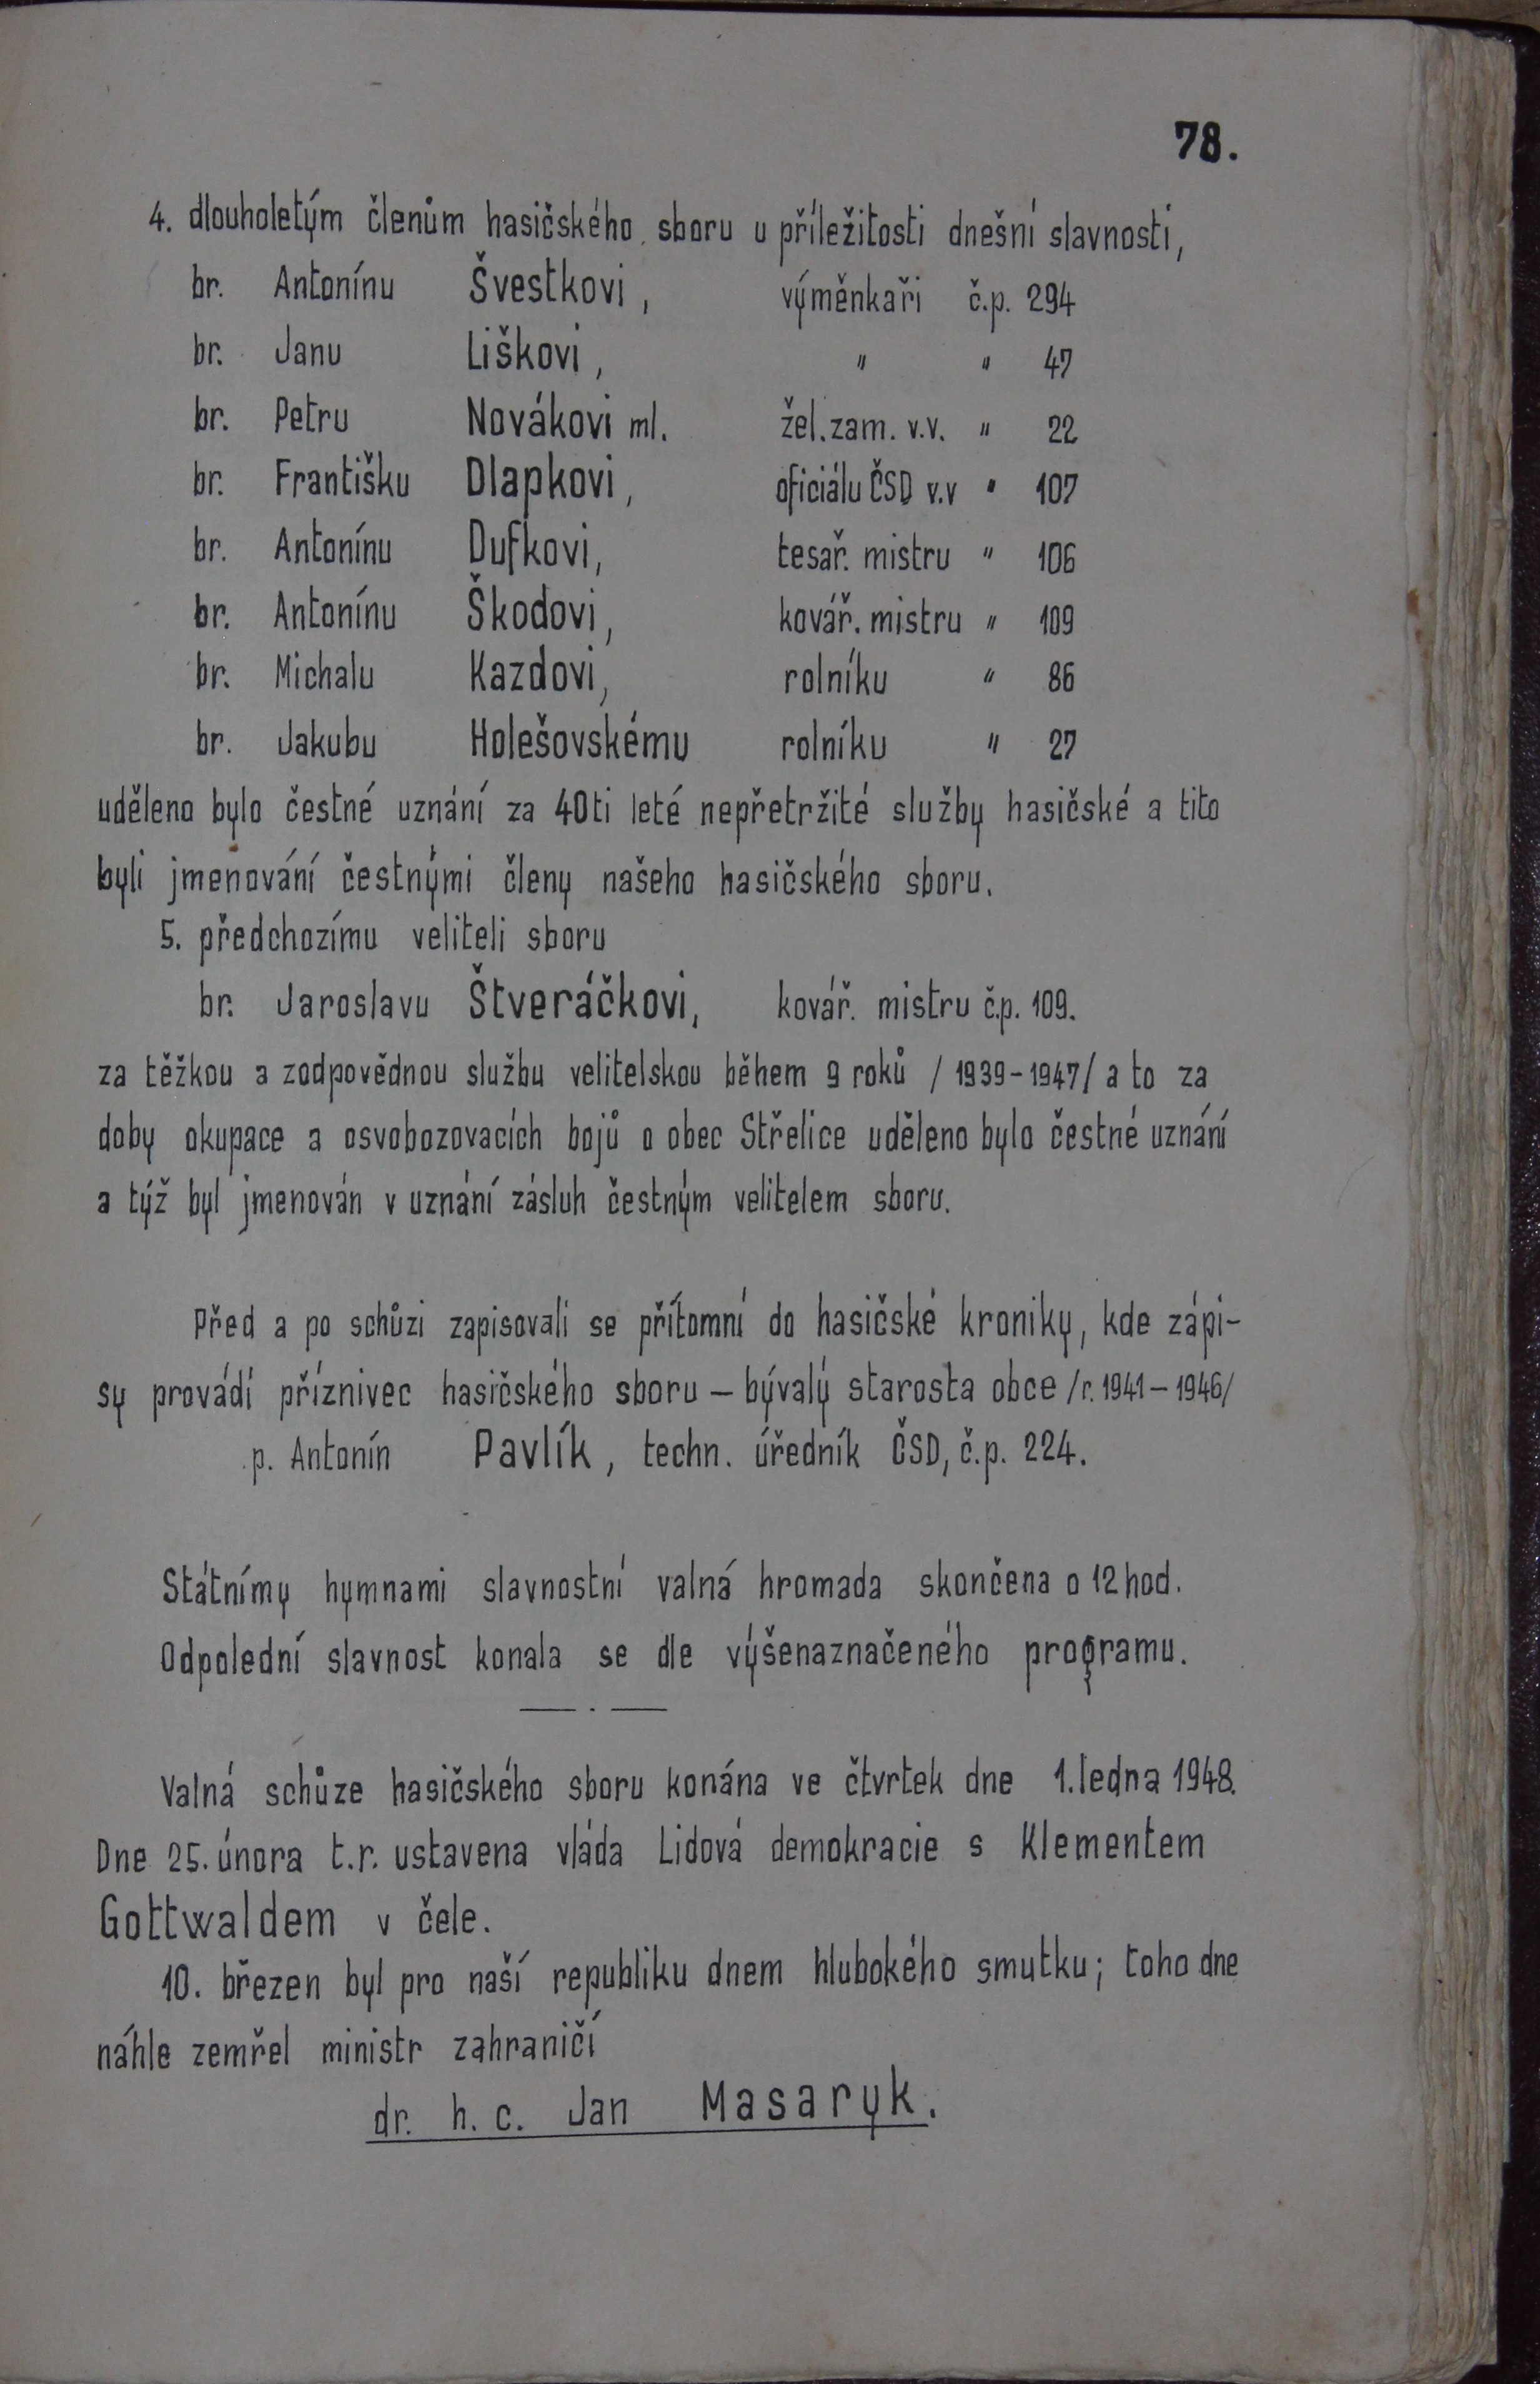 78.
4. dlouholetým členům hasičského sboru u příležitosti dnešní slavnosti,
br. Antonínu Švestkovi, výměnkaři č.p. 294
br. Janu Liškovi, " " 47
br. Petru Novákovi ml. žel.zam. v.v. " 22
br. Františku Dlapkovi, oficiálu ČSD v.v " 107
br. Antonínu Dufkovi, tesař. mistru " 106
br. Antonínu Škodovi, kovář. mistru " 109
br. Michalu Kazdovi, rolníku " 86
br. Jakubu Holešovskému rolníku " 27
uděleno bylo čestné uznání za 40ti leté nepřetržité služby hasičské a tito
byli jmenování čestnými členy našeho hasičského sboru.
5. předchozímu veliteli sboru
br. Jaroslavu Štveráčkovi, kovář. mistru č.p. 109.
za těžkou a zodpovědnou službu velitelskou během 9 roků / 1939-1947/ a to za
doby okupace a osvobozovacích bojů o obec Střelice uděleno bylo čestné uznání
a týž byl jmenován v uznání zásluh čestným velitelem sboru.
Před a po schůzi zapisovali se přítomní do hasičské kroniky, kde zápi-
sy provádí příznivec hasičského sboru – bývalý starosta obce /r. 1941 – 1946/
p. Antonín Pavlík, techn. úředník ČSD, č.p. 224.
Státnímy hymnami slavnostní valná hromada skončena o 12 hod.
Odpolední slavnost konala se dle výšenaznačeného programu.
Valná schůze hasičského sboru konána ve čtvrtek dne 1. ledna 1948.
Dne 25. února t.r. ustavena vláda Lidová demokracie s Klementem
Gottwaldem v čele.
10. březen byl pro naší republiku dnem hlubokého smutku; toho dne
náhle zemřel ministr zahraničí
dr. h. c. Jan Masaryk.